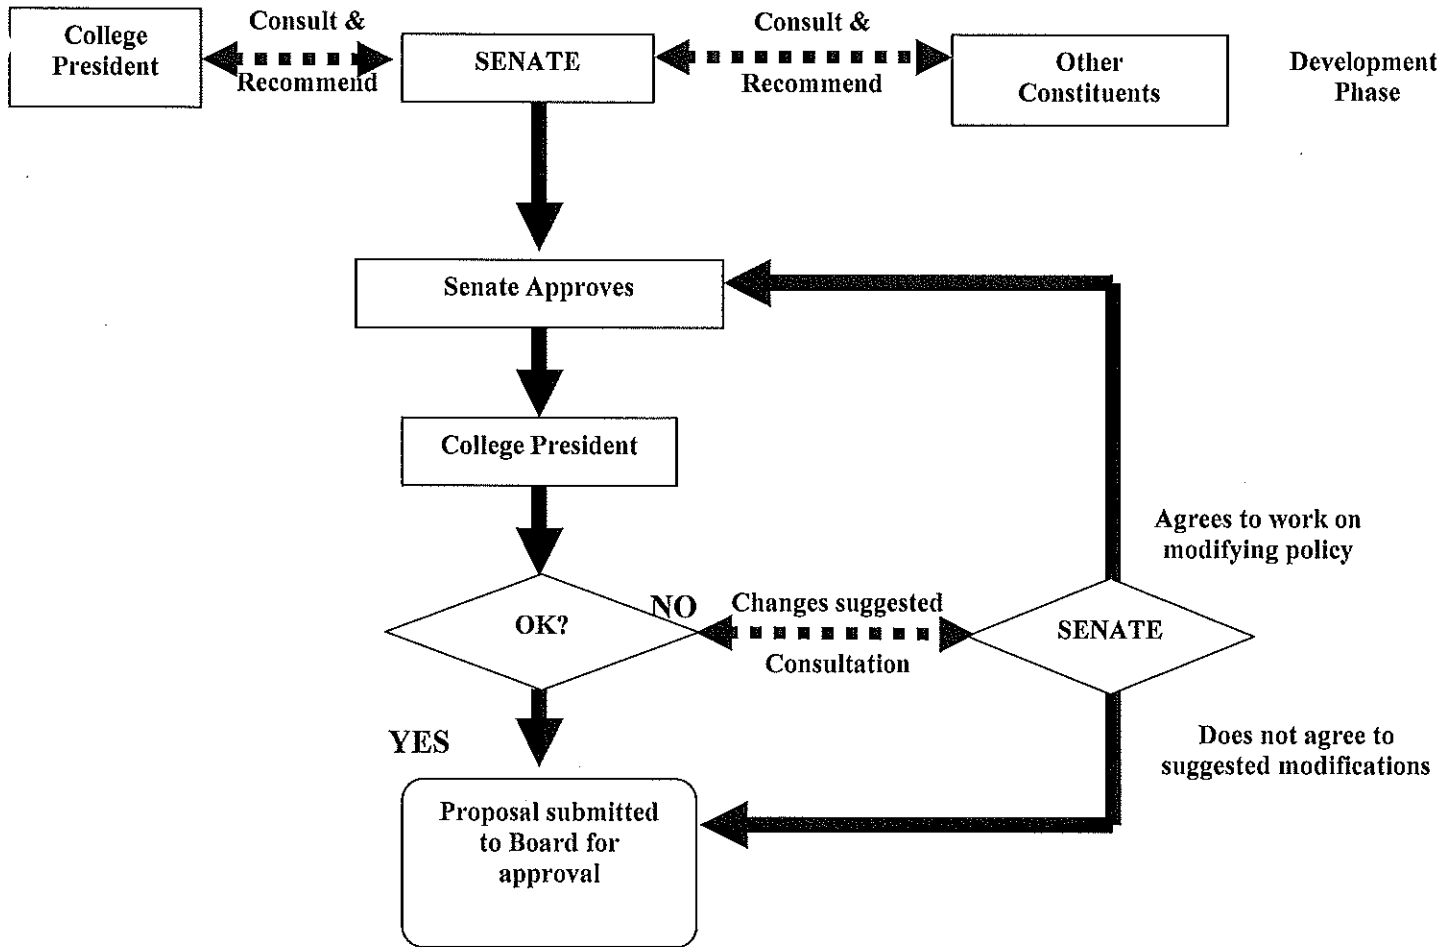 College
President
Consult &
Recommend
SENATE
Consult &
Recommend
Other
Constituents
Development
Phase
Senate Approves
College President
Agrees to work on
modifying policy
OK?
NO
Changes suggested
Consultation
SENATE
YES
Does not agree to
suggested modifications
Proposal submitted
to Board for
approval